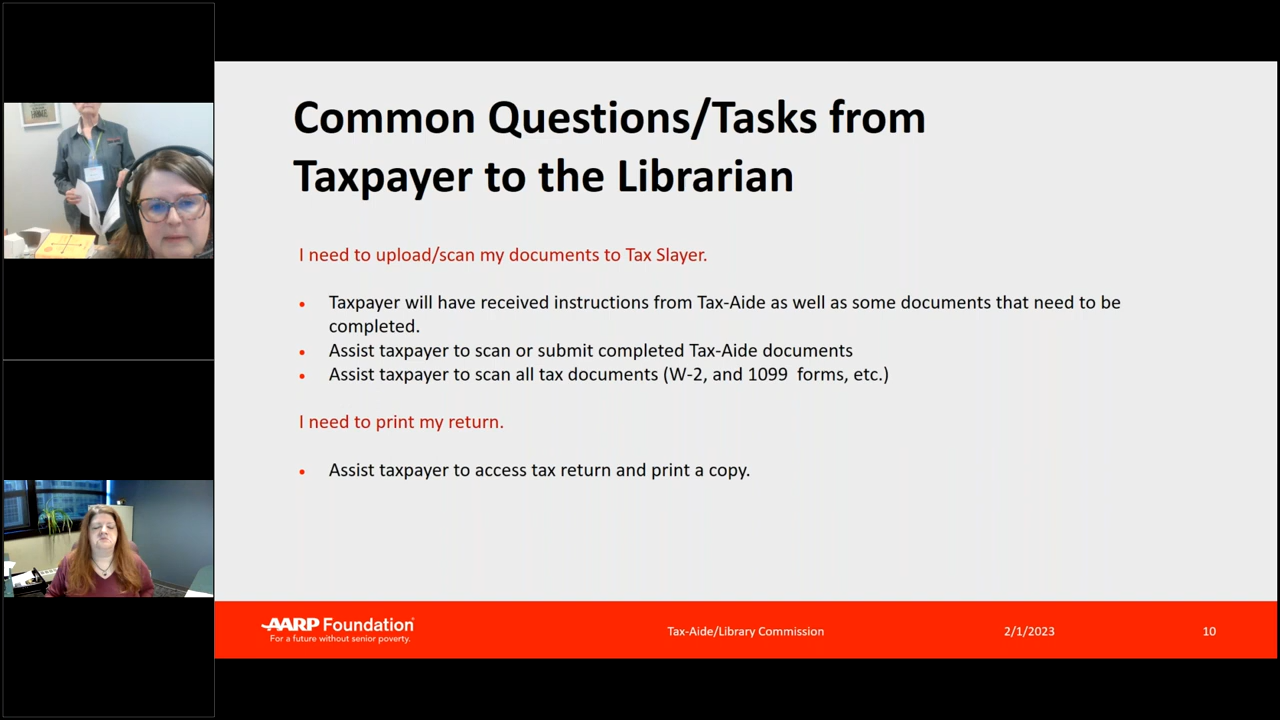 Common Questions/Tasks from
Taxpayer to the Librarian
I need to upload/scan my documents to Tax Slayer.
• Taxpayer will have received instructions from Tax-Aide as well as some documents that need to be
completed.
• Assist taxpayer to scan or submit completed Tax-Aide documents
• Assist taxpayer to scan all tax documents (W-2, and 1099 forms, etc.)
I need to print my return.
• Assist taxpayer to access tax return and print a copy.
AARP Foundation
For a future without senior poverty.
Tax-Aide/Library Commission
2/1/2023
10